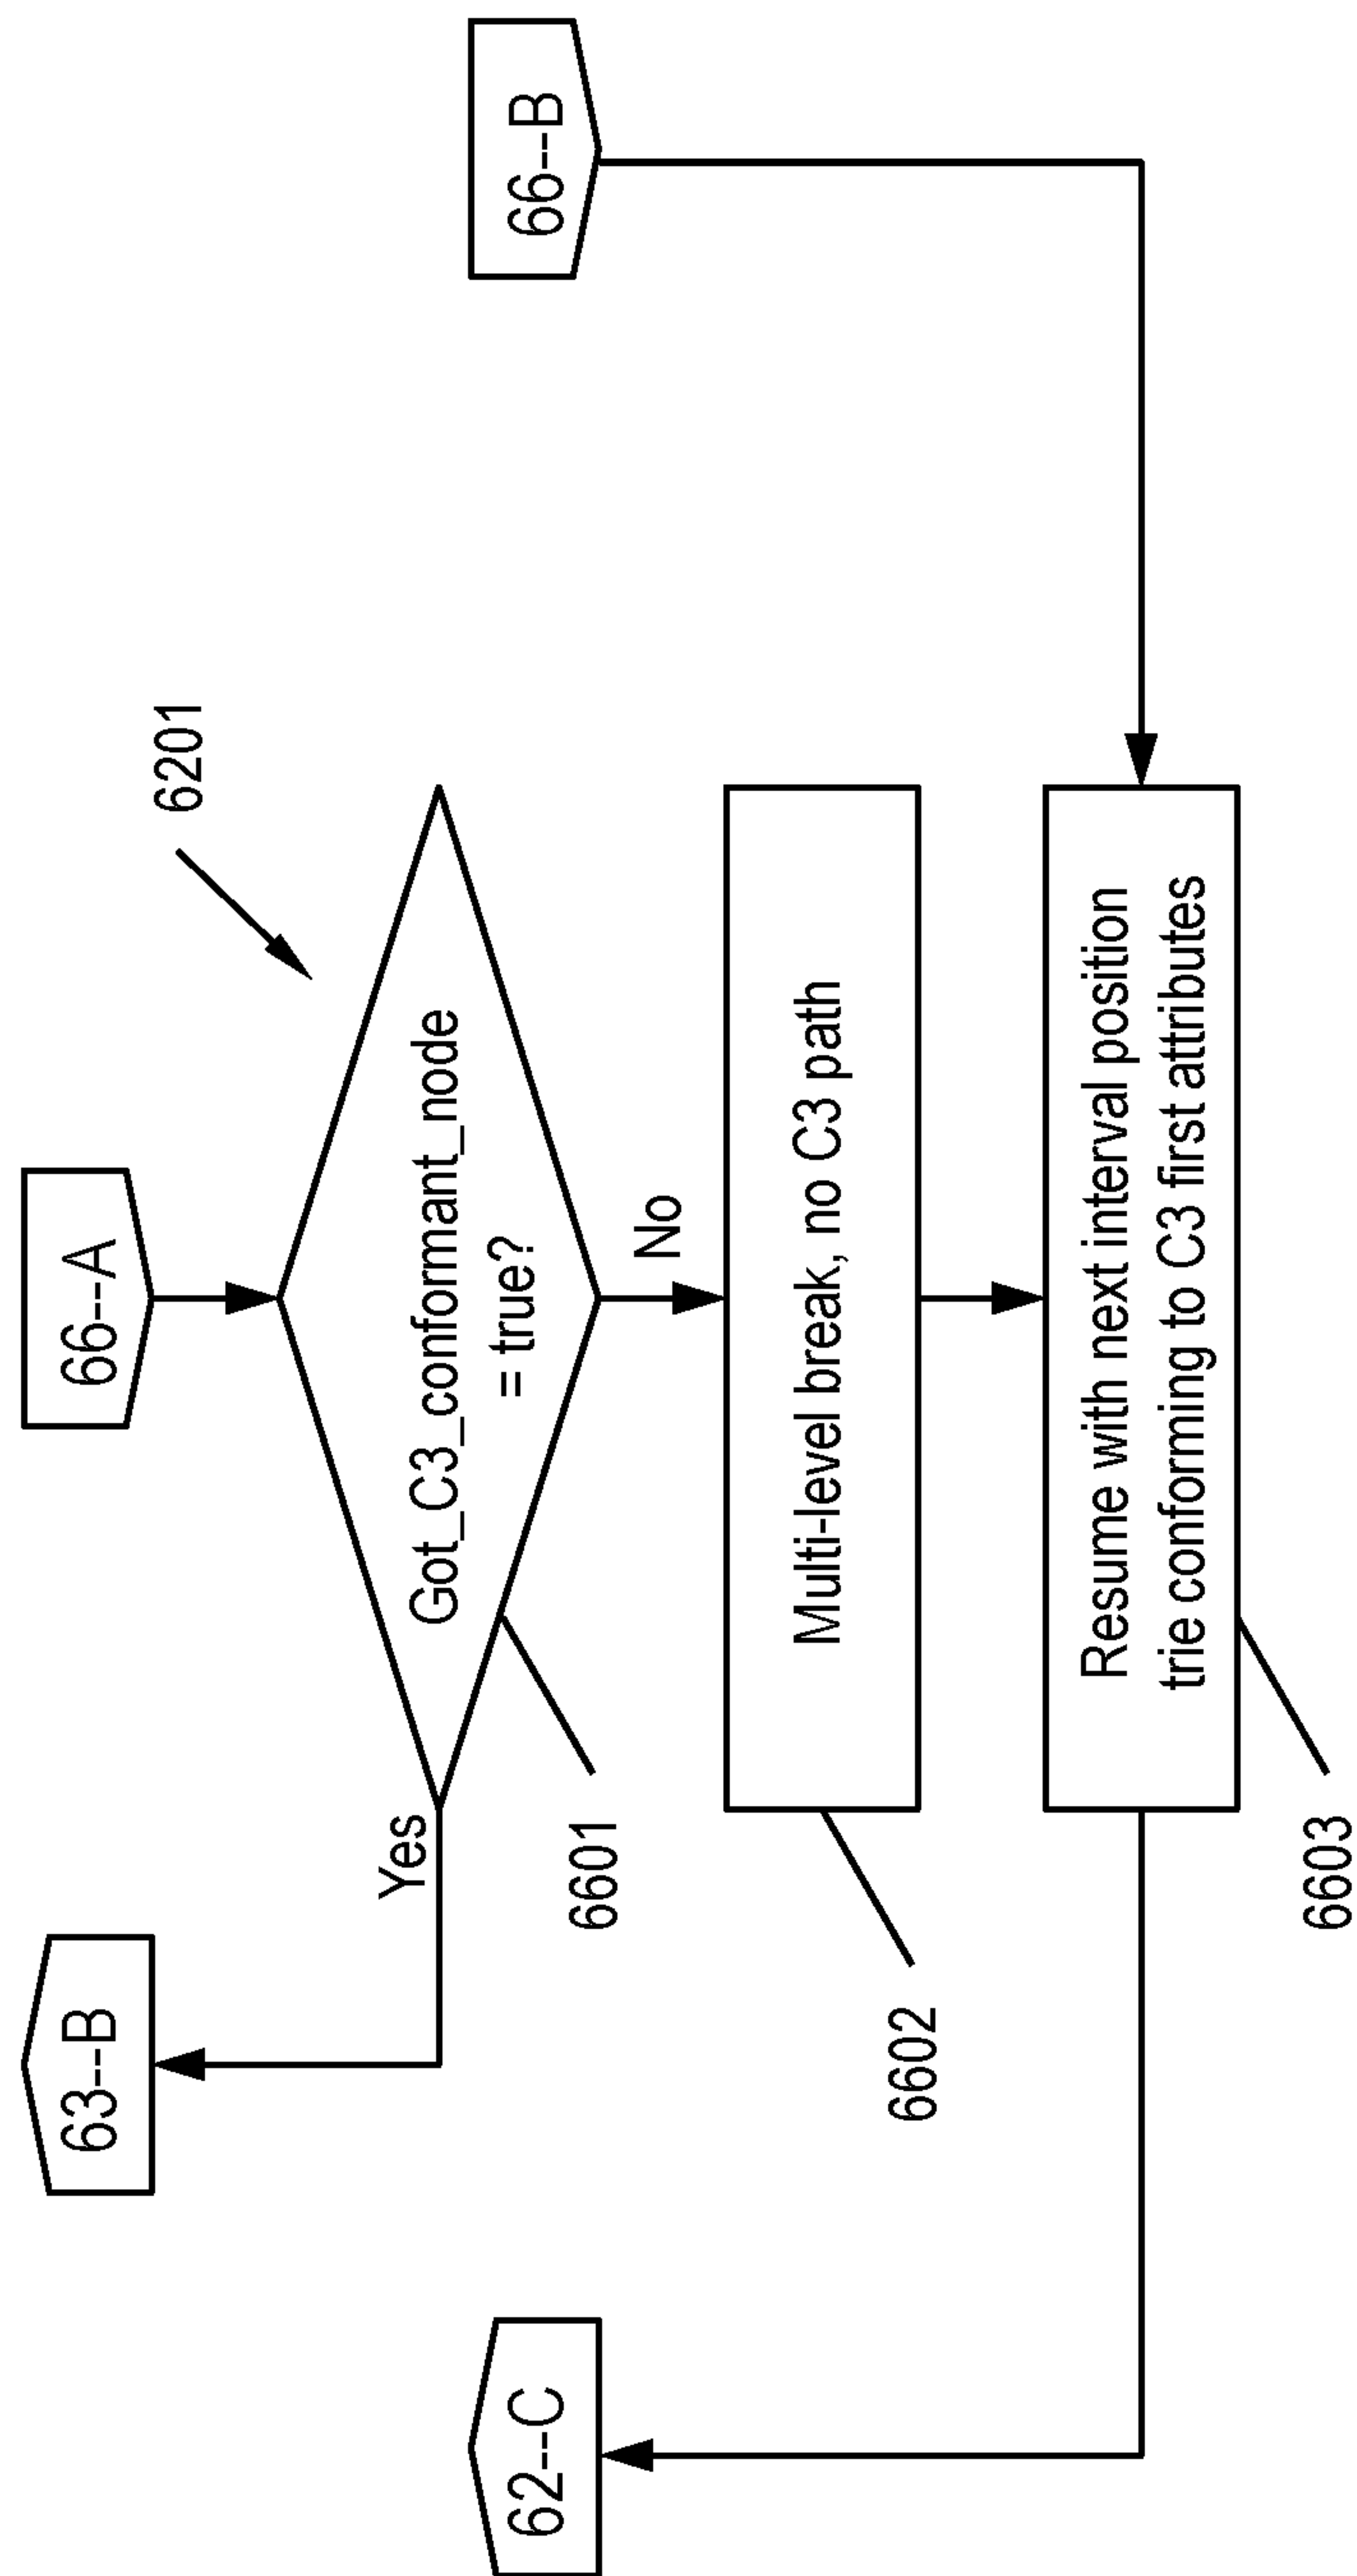 66--A
63--B
6201
Got_C3_conformant_node
= true?
Yes
6601
No
66--B
62--C
Multi-level break, no C3 path
6602
Resume with next interval position
trie conforming to C3 first attributes
6603